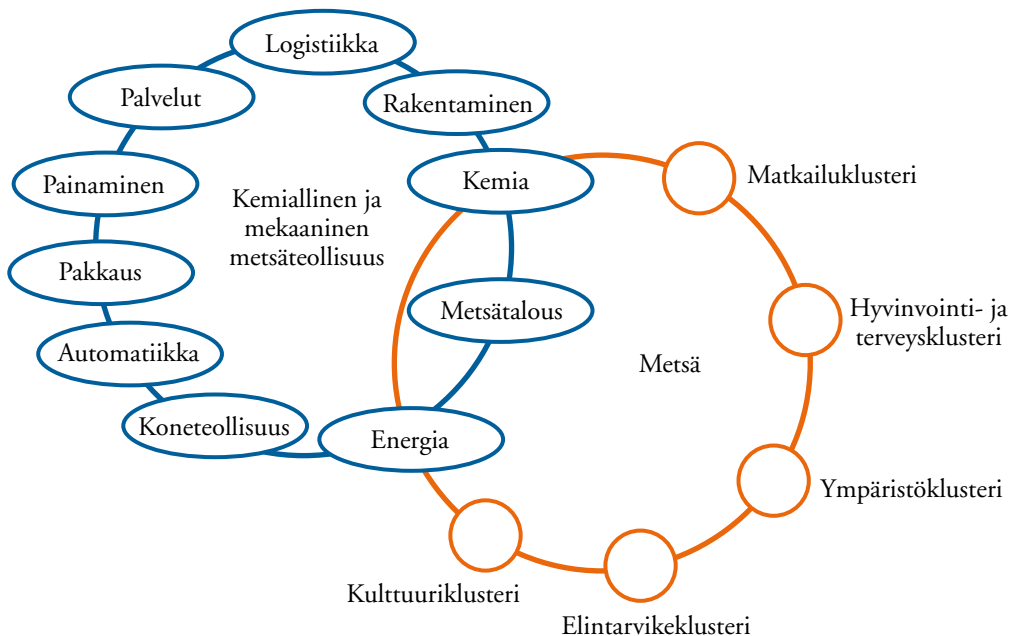 Logistiikka
Palvelut
Rakentaminen
Painaminen
Kemia
Matkailuklusteri
Kemiallinen ja
mekaaninen
metsäteollisuus
Pakkaus
Metsätalous
Hyvinvointi- ja
terveysklusteri
Automatiikka
Metsä
Koneteollisuus
Energia
Ympäristöklusteri
Kulttuuriklusteri
Elintarvikeklusteri